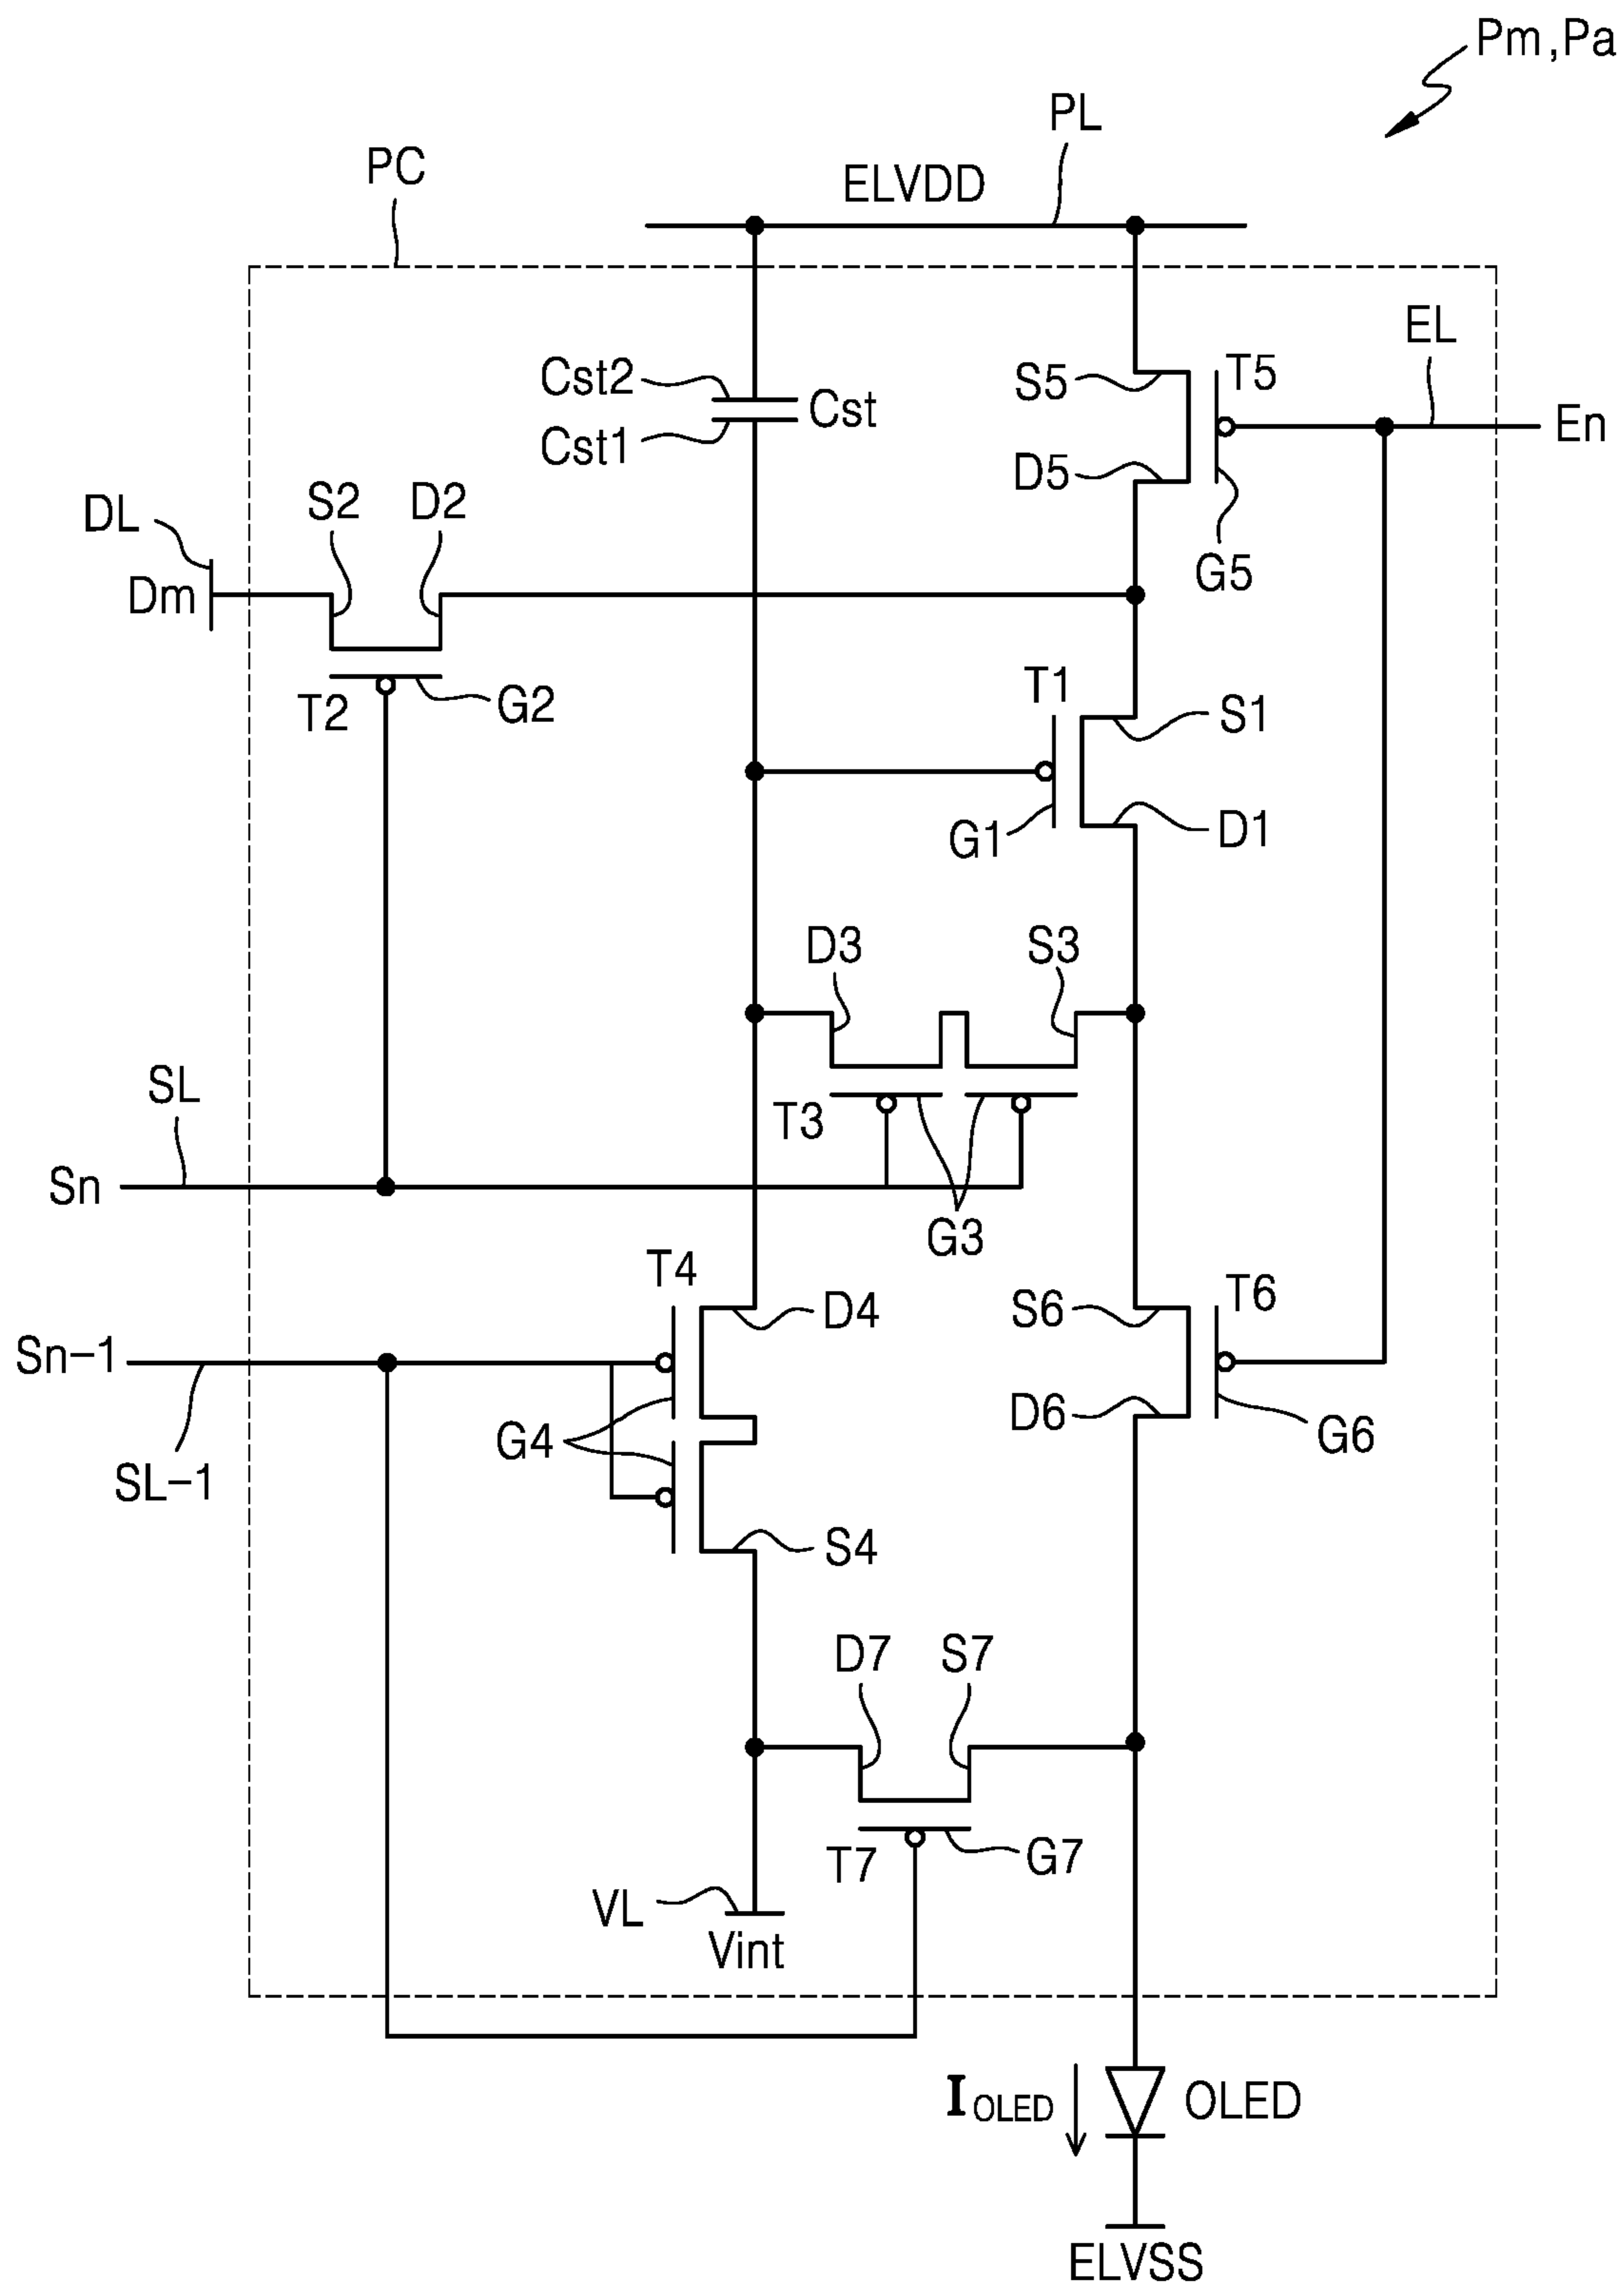 Pm,Pa
PL
PC
ELVDD
EL
Cst2
Cst
Cst1
S5
T5
En
D5
G5
DL
S2
D2
Dm
T2
G2
T1
S1
G1
D1
D3
S3
SL
T3
Sn
G3
T4
D4
S6
T6
Sn-1
G4
D6
G6
SL-1
S4
D7
S7
T7
G7
VL
Vint
IOLED
OLED
ELVSS